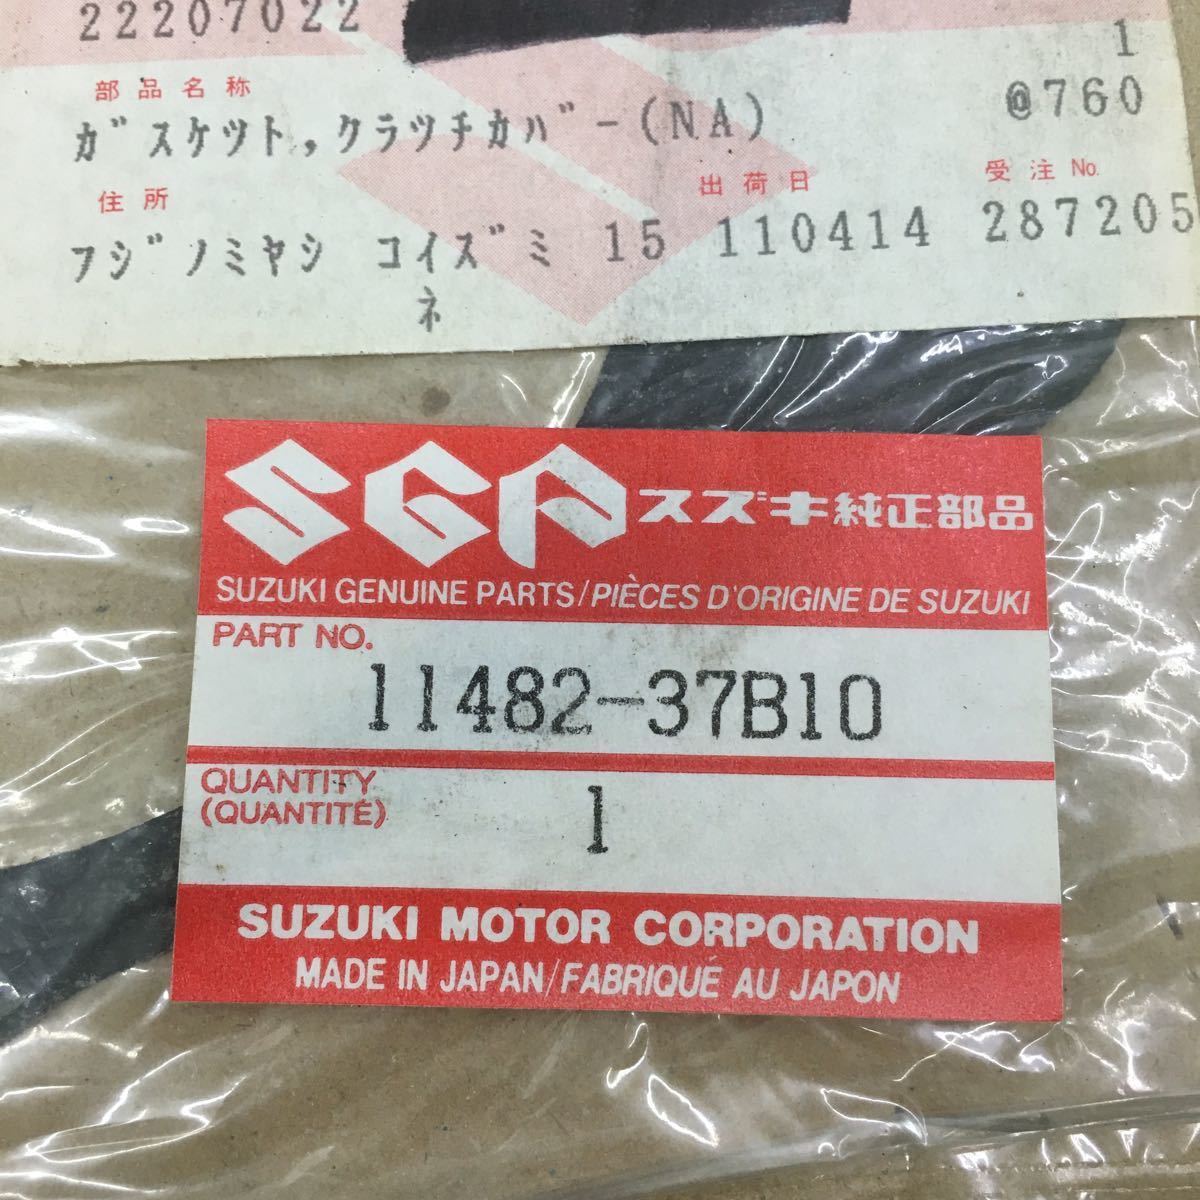 22207022
1
部品名称
ガスケツト,クラツチカバー(NA) @760
住所 出荷日 受注No.
フジノミヤシ コイズミ 15 110414 287205
ネ
SGP スズキ純正部品
SUZUKI GENUINE PARTS/PIÈCES D'ORIGINE DE SUZUKI
PART NO.
11482-37B10
QUANTITY
(QUANTITÉ)
1
SUZUKI MOTOR CORPORATION
MADE IN JAPAN/FABRIQUÉ AU JAPON